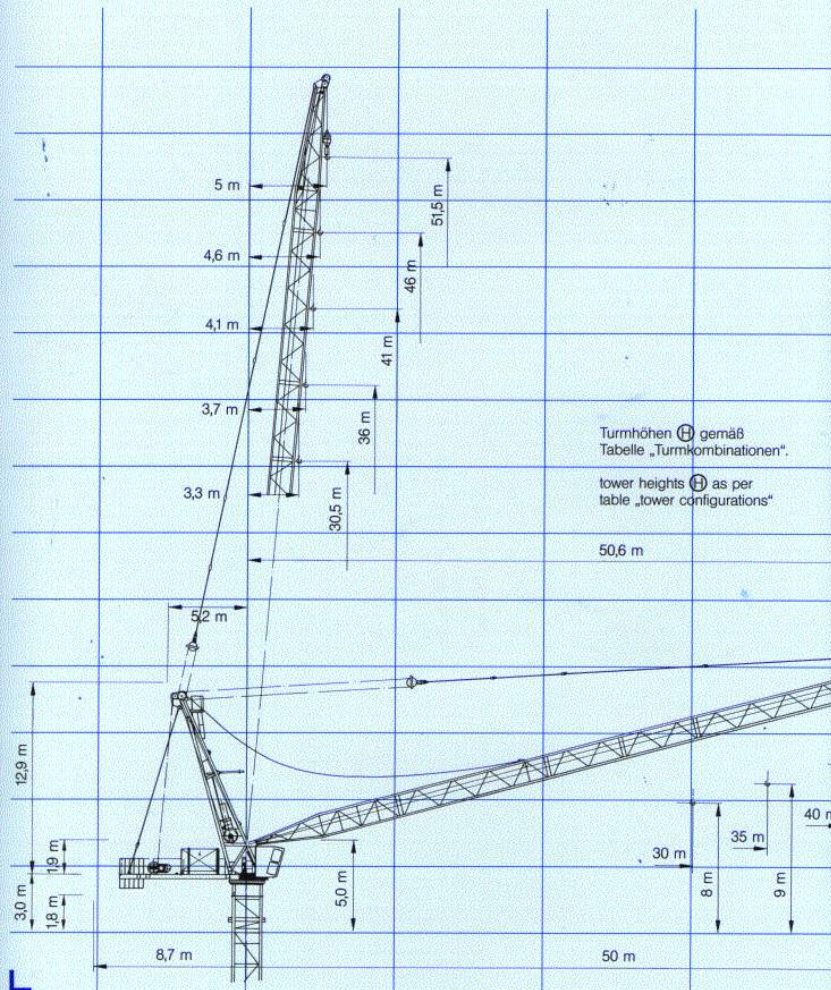 5 m
51,5 m
4,6 m
46 m
4,1 m
41 m
3,7 m
36 m
Turmhöhen Ⓗ gemäß
Tabelle „Turmkombinationen“.
tower heights Ⓗ as per
table „tower configurations“
3,3 m
30,5 m
50,6 m
5,2 m
12,9 m
1,9 m
40 m
35 m
30 m
3,0 m
1,8 m
5,0 m
8 m
9 m
8,7 m
50 m